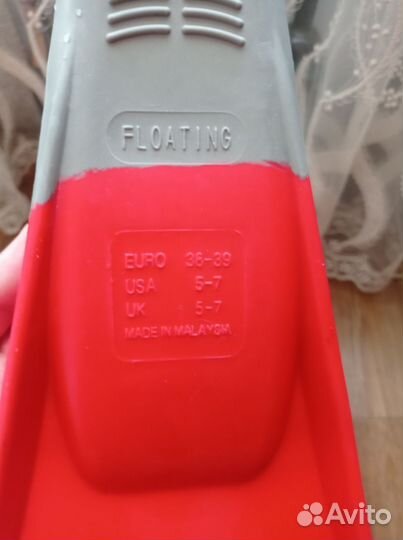 FLOATING
EURO 36-39
USA 5-7
UK 5-7
MADE IN MALAYSIA
Avito